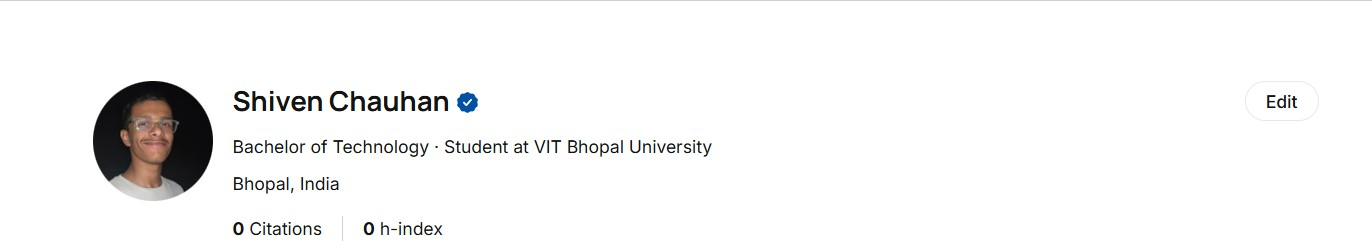 Shiven Chauhan
Edit
Bachelor of Technology · Student at VIT Bhopal University
Bhopal, India
0 Citations
0 h-index